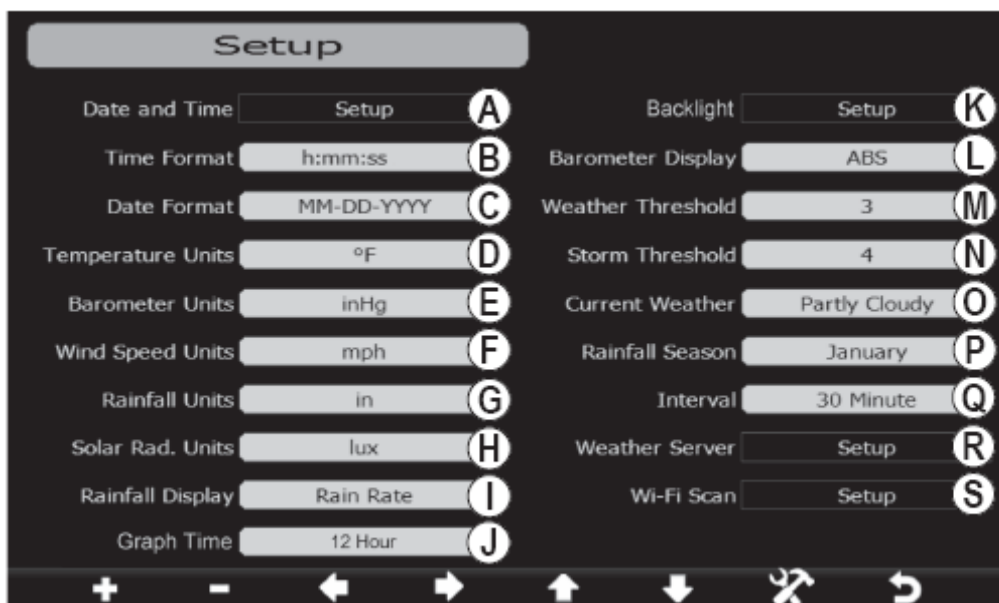 Setup
Date and Time Setup A
Time Format h:mm:ss B
Date Format MM-DD-YYYY C
Temperature Units °F D
Barometer Units inHg E
Wind Speed Units mph F
Rainfall Units in G
Solar Rad. Units lux H
Rainfall Display Rain Rate I
Graph Time 12 Hour J
Backlight Setup K
Barometer Display ABS L
Weather Threshold 3 M
Storm Threshold 4 N
Current Weather Partly Cloudy O
Rainfall Season January P
Interval 30 Minute Q
Weather Server Setup R
Wi-Fi Scan Setup S